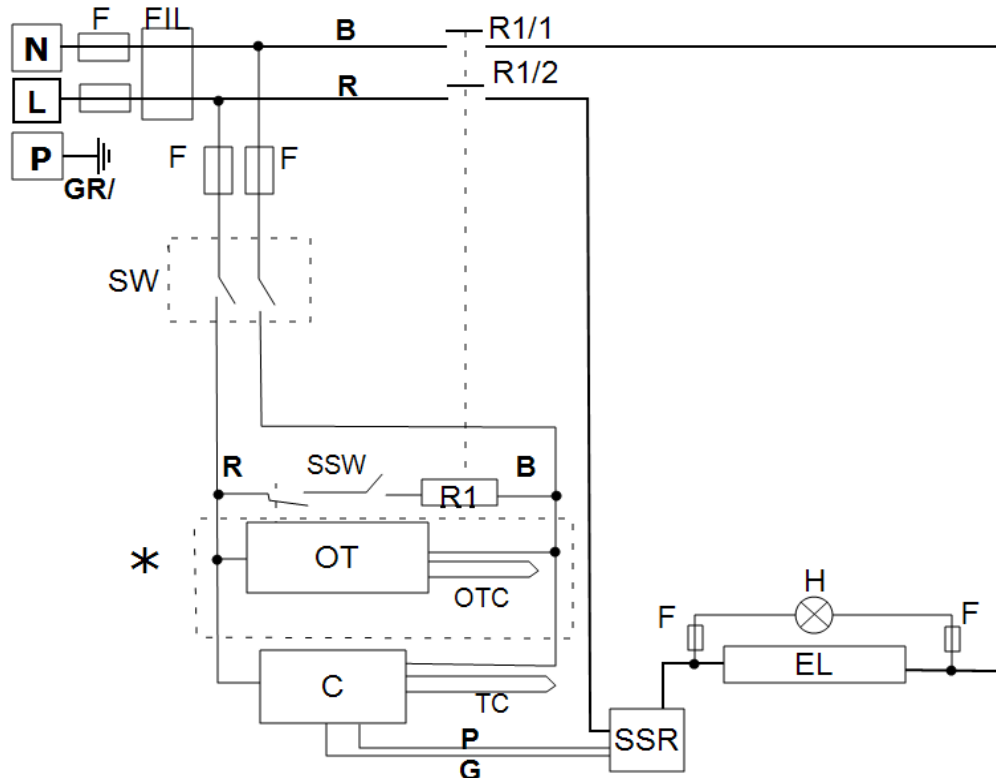 F FIL
N B R1/1
R1/2
L R
P
GR/
F F
SW
R SSW B
R1
* OT
OTC
H
F F
EL
C
TC
P
SSR
G